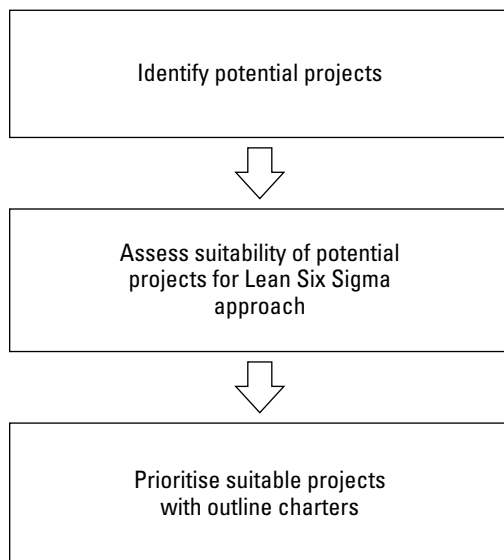 Identify potential projects
Assess suitability of potential
projects for Lean Six Sigma
approach
Prioritise suitable projects
with outline charters